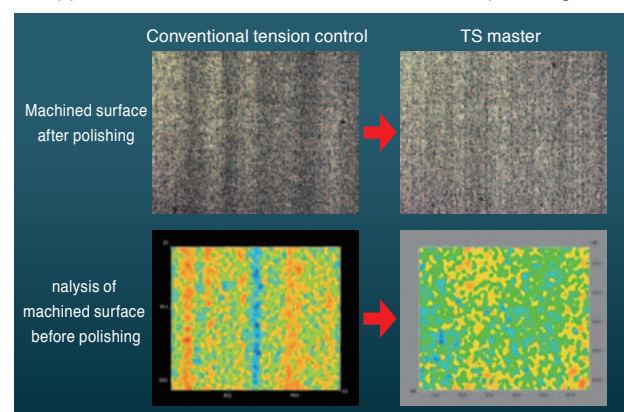 Conventional tension control
TS master
Machined surface
after polishing
nalysis of
machined surface
before polishing